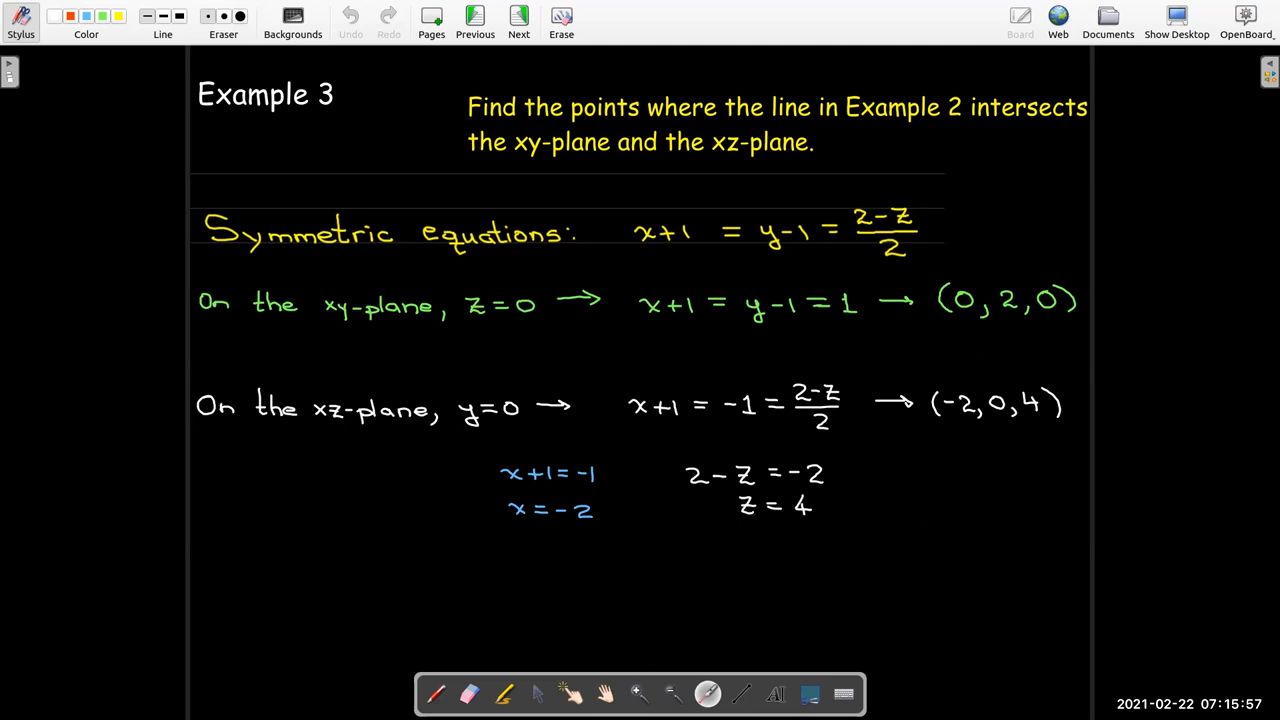 Stylus Color Line Eraser Backgrounds Undo Redo Pages Previous Next Erase Board Web Documents Show Desktop OpenBoard
Example 3
Find the points where the line in Example 2 intersects
the xy-plane and the xz-plane.
Symmetric equations: x+1 = y-1 = (2-z)/2
On the xy-plane, z=0 → x+1 = y-1 = 1 → (0, 2, 0)
On the xz-plane, y=0 → x+1 = -1 = (2-z)/2 → (-2, 0, 4)
x+1 = -1 2-z = -2
x = -2 z = 4
2021-02-22 07:15:57